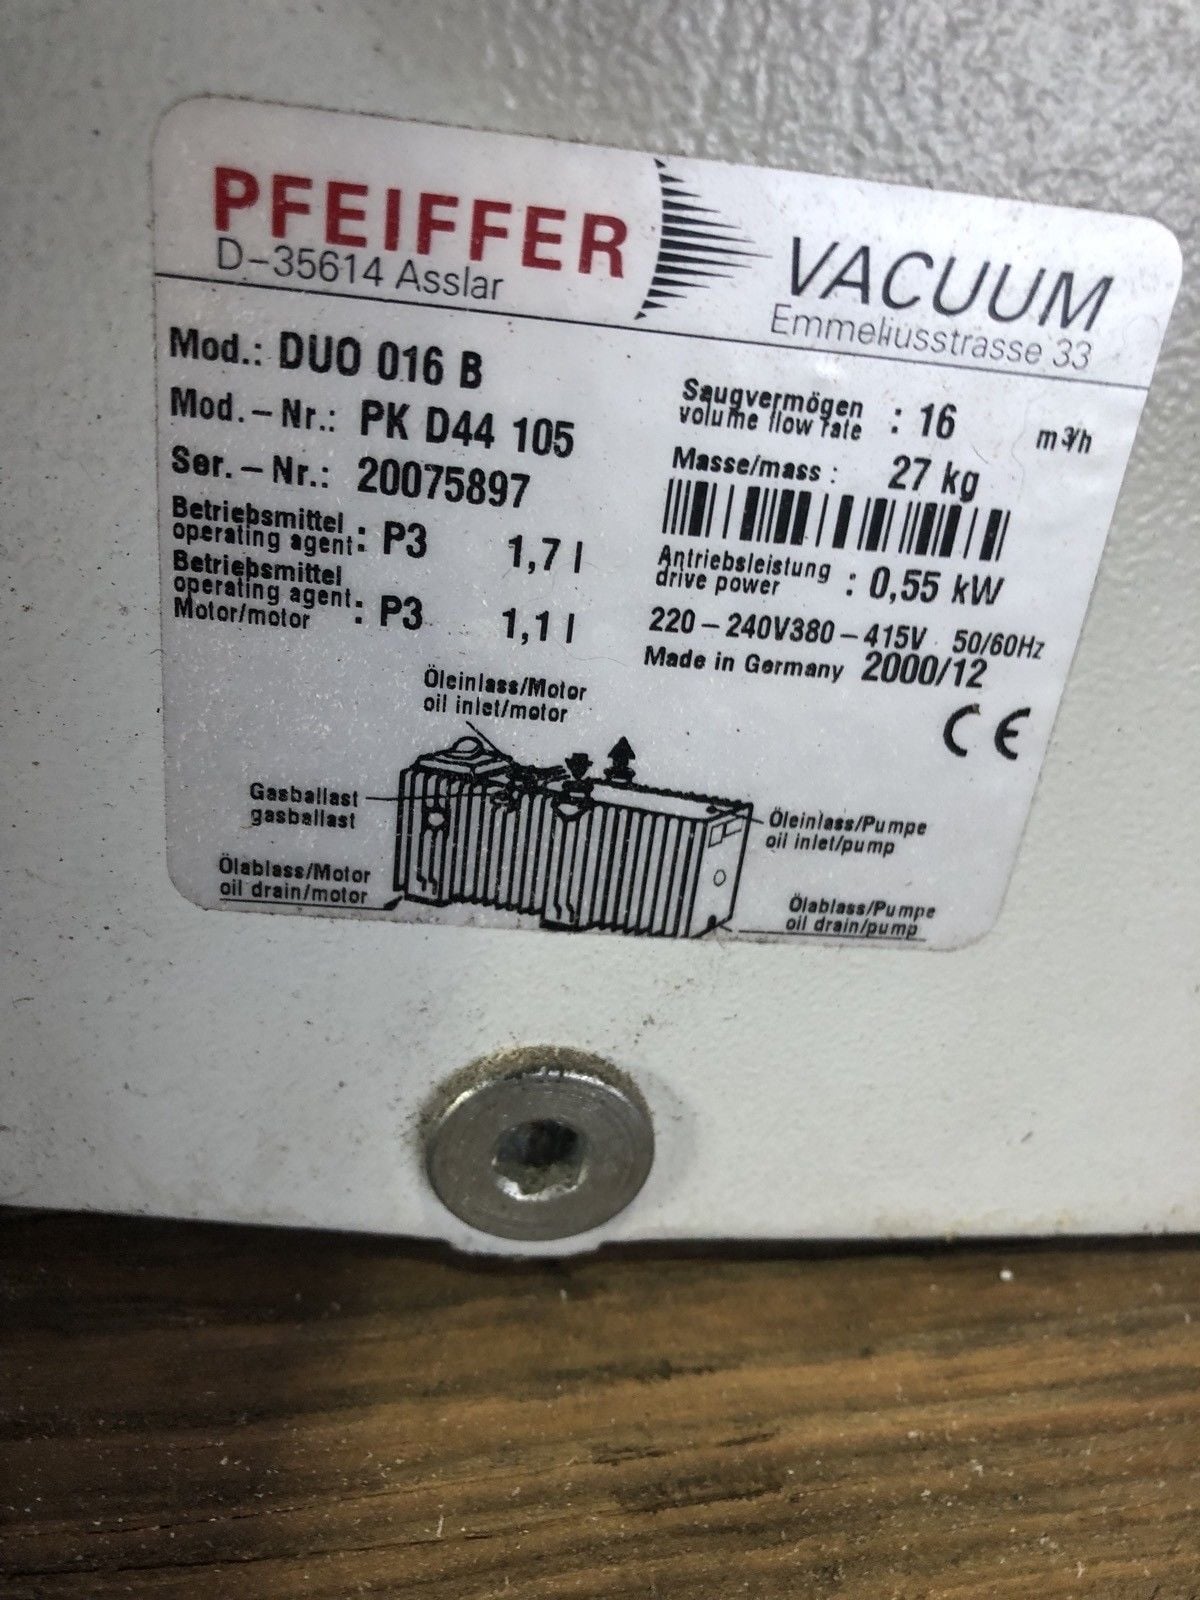 PFEIFFER VACUUM
D-35614 Asslar Emmeliusstrasse 33
Mod.: DUO 016 B
Mod.-Nr.: PK D44 105
Ser.-Nr.: 20075897
Betriebsmittel
operating agent: P3 1,7 l
Betriebsmittel
operating agent: P3 1,1 l
Motor/motor
Saugvermögen
volume flow rate : 16 m³/h
Masse/mass : 27 kg
Antriebsleistung
drive power : 0,55 kW
220-240V380-415V 50/60Hz
Made in Germany 2000/12
CE
Öleinlass/Motor
oil inlet/motor
Gasballast
gasballast
Ölablass/Motor
oil drain/motor
Öleinlass/Pumpe
oil inlet/pump
Ölablass/Pumpe
oil drain/pump